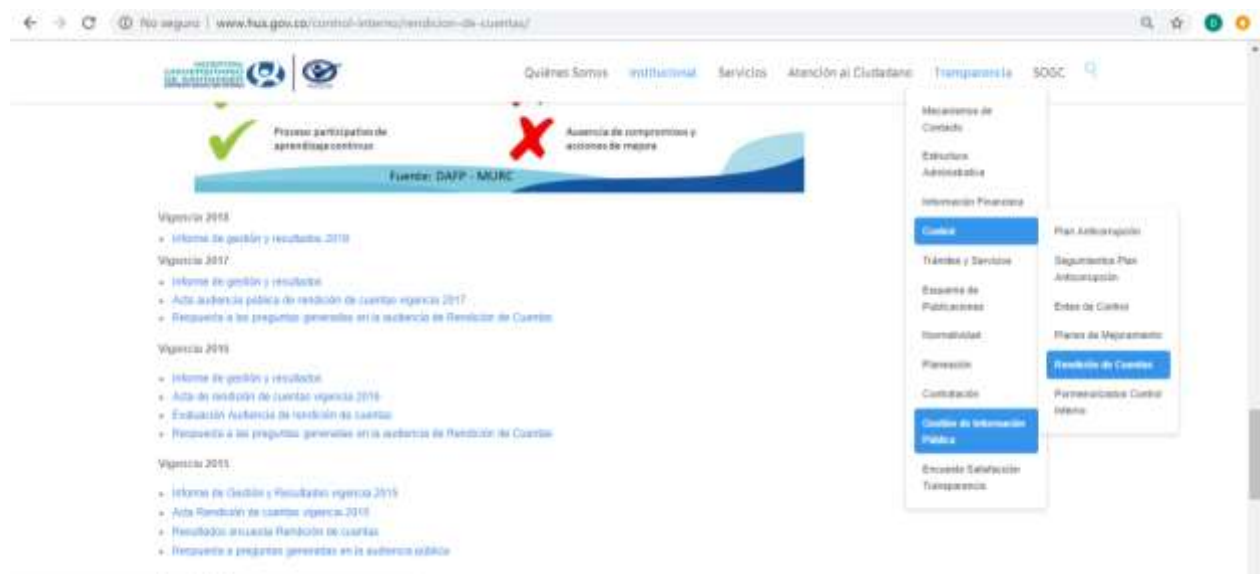 No seguro | www.hus.gov.co/control-interno/rendicion-de-cuentas/
HOSPITAL
UNIVERSITARIO
DE SANTANDER
Quiénes Somos Institucional Servicios Atención al Ciudadano Transparencia SOGC
Proceso participativo de
aprendizaje continuo
Ausencia de compromisos y
acciones de mejora
Fuente: DAFP - MURC
Vigencia 2018
Informe de gestión y resultados 2018
Vigencia 2017
Informe de gestión y resultados
Acta audiencia pública de rendición de cuentas vigencia 2017
Respuesta a las preguntas generadas en la audiencia de Rendición de Cuentas
Vigencia 2016
Informe de gestión y resultados
Acta de rendición de cuentas vigencia 2016
Evaluación Audiencia de rendición de cuentas
Respuesta a las preguntas generadas en la audiencia de Rendición de Cuentas
Vigencia 2015
Informe de Gestión y Resultados vigencia 2015
Acta Rendición de cuentas vigencia 2015
Resultados encuesta Rendición de cuentas
Respuesta a preguntas generadas en la audiencia pública
Mecanismos de
Contacto
Estructura
Administrativa
Información Financiera
Control
Trámites y Servicios
Esquema de
Publicaciones
Normatividad
Planeación
Contratación
Gestión de Información
Pública
Encuesta Satisfacción
Transparencia
Plan Anticorrupción
Seguimientos Plan
Anticorrupción
Entes de Control
Planes de Mejoramiento
Rendición de Cuentas
Pormenorizados Control
Interno